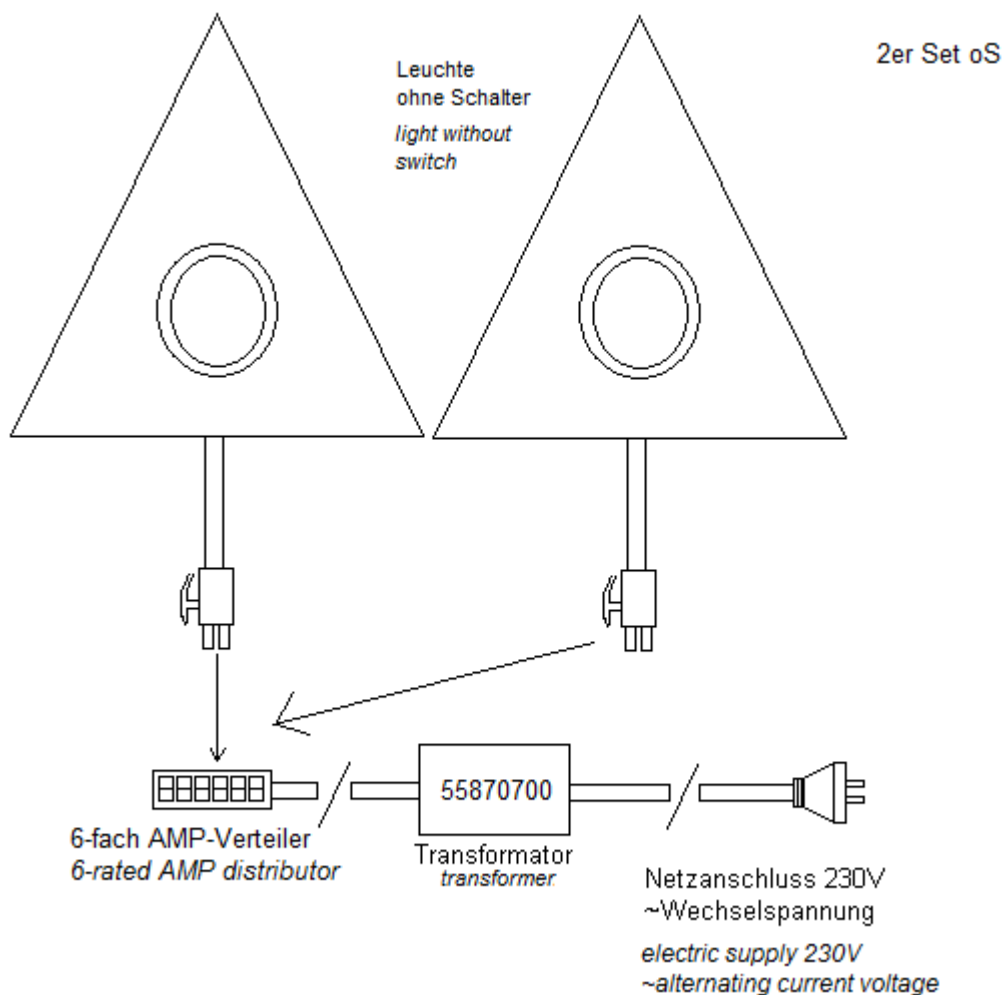 2er Set oS
Leuchte
ohne Schalter
light without
switch
55870700
6-fach AMP-Verteiler
6-rated AMP distributor
Transformator
transformer
Netzanschluss 230V
~Wechselspannung
electric supply 230V
~alternating current voltage